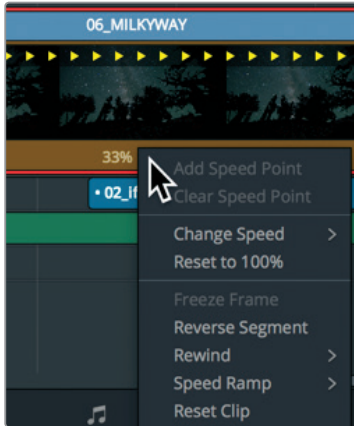 06_MILKYWAY
33%
Add Speed Point
• 02_if
Clear Speed Point
Change Speed >
Reset to 100%
Freeze Frame
Reverse Segment
Rewind >
Speed Ramp >
Reset Clip